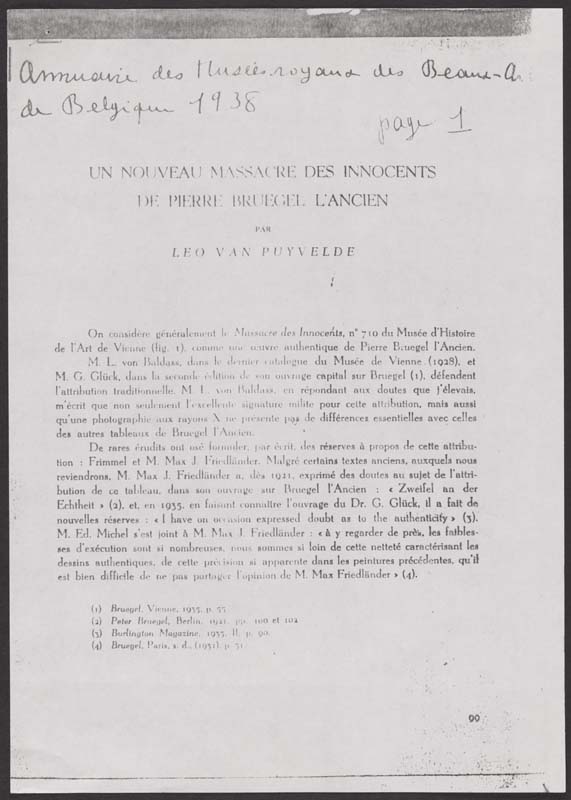 Annuaire des Musées royaux des Beaux-A
de Belgique 1938
page 1
UN NOUVEAU MASSACRE DES INNOCENTS
DE PIERRE BRUEGEL L'ANCIEN
PAR
LEO VAN PUYVELDE
On considère généralement le Massacre des Innocents, n° 710 du Musée d'Histoire
de l'Art de Vienne (fig. 1), comme une œuvre authentique de Pierre Bruegel l'Ancien.
M. L. von Baldass, dans le dernier catalogue du Musée de Vienne (1928), et
M. G. Glück, dans la seconde édition de son ouvrage capital sur Bruegel (1), défendent
l'attribution traditionnelle. M. L. von Baldass, en répondant aux doutes que j'élevais,
m'écrit que non seulement l'excellente signature milite pour cette attribution, mais aussi
qu'une photographie aux rayons X ne présente pas de différences essentielles avec celles
des autres tableaux de Bruegel l'Ancien.
De rares érudits ont osé formuler, par écrit, des réserves à propos de cette attribu-
tion : Frimmel et M. Max J. Friedländer. Malgré certains textes anciens, auxquels nous
reviendrons, M. Max J. Friedländer a, dès 1921, exprimé des doutes au sujet de l'attri-
bution de ce tableau, dans son ouvrage sur Bruegel l'Ancien : « Zweifel an der
Echtheit » (2), et, en 1935, en faisant connaître l'ouvrage du Dr. G. Glück, il a fait de
nouvelles réserves : « I have on occasion expressed doubt as to the authenticity » (3).
M. Ed. Michel s'est joint à M. Max J. Friedländer : « à y regarder de près, les faibles-
ses d'exécution sont si nombreuses, nous sommes si loin de cette netteté caractérisant les
dessins authentiques, de cette précision si apparente dans les peintures précédentes, qu'il
est bien difficile de ne pas partager l'opinion de M. Max Friedländer » (4).
(1) Bruegel, Vienne, 1935, p. 55
(2) Peter Bruegel, Berlin, 1921, pp. 100 et 102
(3) Burlington Magazine, 1935, II, p. 90.
(4) Bruegel, Paris, s. d., (1931), p. 51.
99